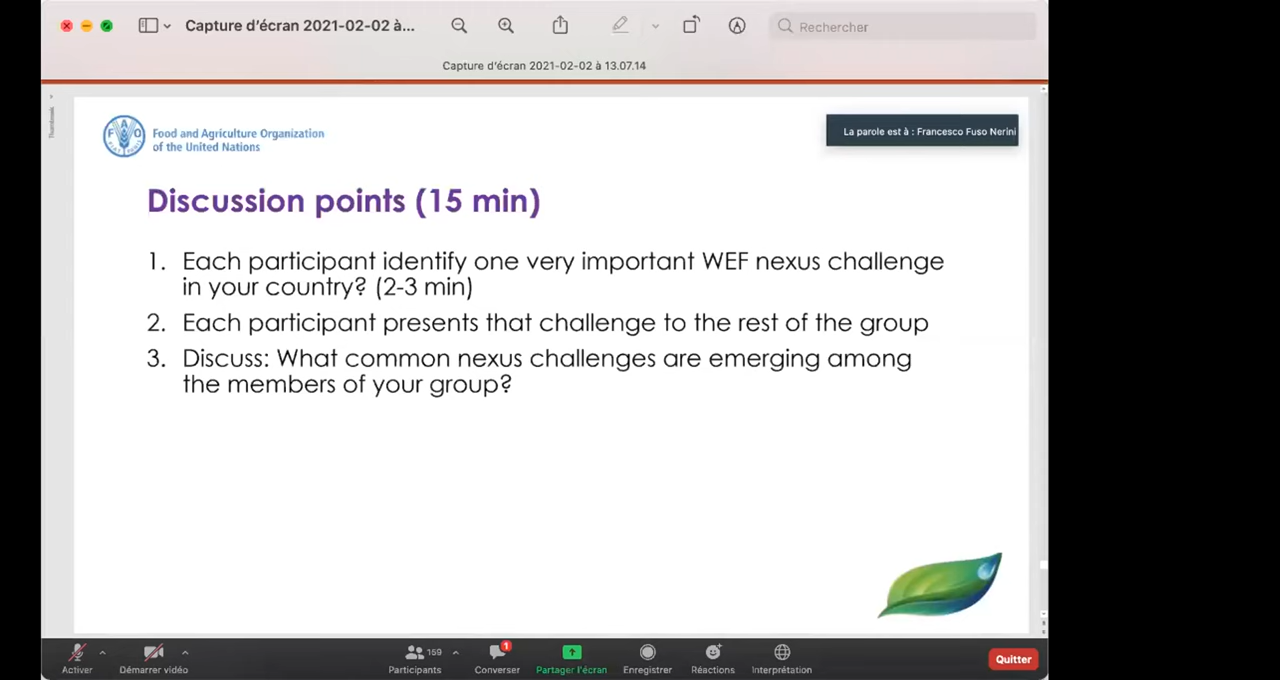 Capture d'écran 2021-02-02 à...
Rechercher
Capture d'écran 2021-02-02 à 13.07.14
Thumbnails
FAO
Food and Agriculture Organization
of the United Nations
La parole est à : Francesco Fuso Nerini
Discussion points (15 min)
1. Each participant identify one very important WEF nexus challenge
in your country? (2-3 min)
2. Each participant presents that challenge to the rest of the group
3. Discuss: What common nexus challenges are emerging among
the members of your group?
159
1
Activer
Démarrer vidéo
Participants
Converser
Partager l'écran
Enregistrer
Réactions
Interprétation
Quitter